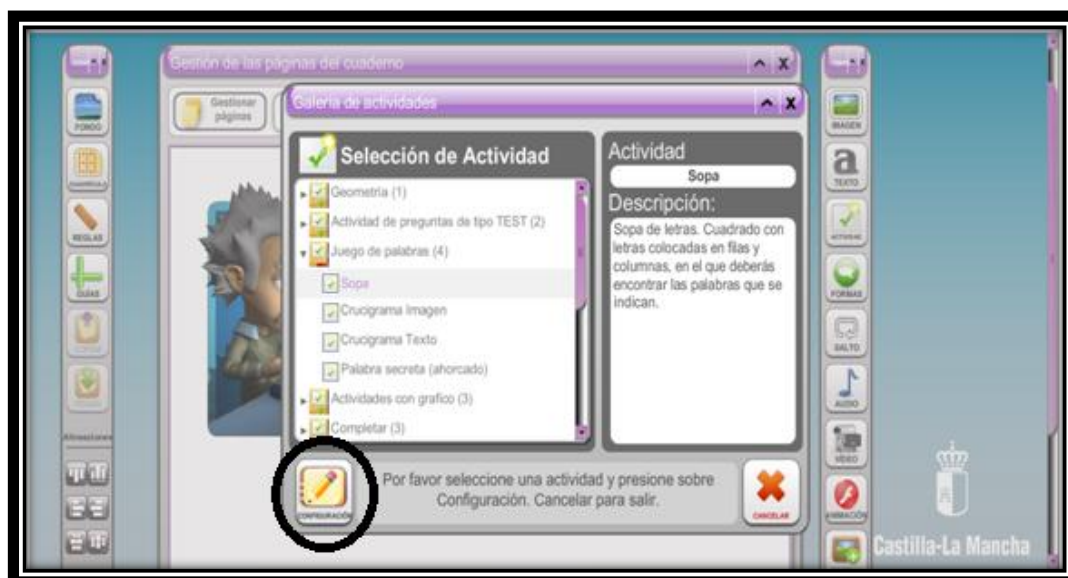 Gestión de las páginas del cuaderno
Gestionar
páginas
Galería de actividades
Selección de Actividad
Geometría (1)
Actividad de preguntas de tipo TEST (2)
Juego de palabras (4)
Sopa
Crucigrama Imagen
Crucigrama Texto
Palabra secreta (ahorcado)
Actividades con grafico (3)
Completar (3)
Actividad
Sopa
Descripción:
Sopa de letras. Cuadrado con
letras colocadas en filas y
columnas, en el que deberás
encontrar las palabras que se
indican.
CONFIGURACIÓN
Por favor seleccione una actividad y presione sobre
Configuración. Cancelar para salir.
CANCELAR
FONDO
CUADRÍCULA
REGLAS
GUÍAS
Alineaciones
IMAGEN
TEXTO
ACTIVIDAD
FORMAS
SALTO
AUDIO
VÍDEO
ANIMACIÓN
Castilla-La Mancha